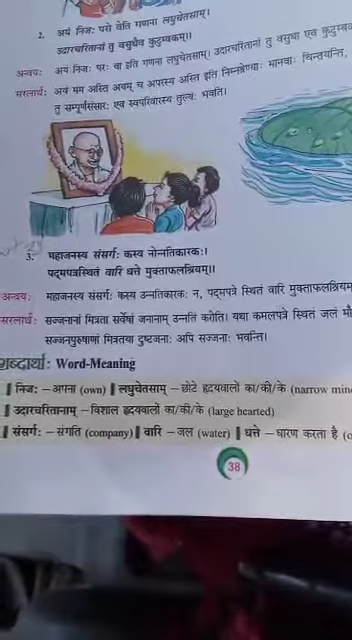 2. अयं निजः परो वेति गणना लघुचेतसाम्।
उदारचरितानां तु वसुधैव कुटुम्बकम्॥
अन्वयः अयं निजः परः वा इति गणना लघुचेतसाम्। उदारचरितानां तु वसुधा एव कुटुम्बकम्
सरलार्थः अयं मम अस्ति अयम् च अपरस्य अस्ति इति निम्नश्रेण्याः मानवाः चिन्तयन्ति,
तु सम्पूर्णसंसारः एव स्वपरिवारस्य तुल्यः भवति।
3. महाजनस्य संसर्गः कस्य नोन्नतिकारकः।
पद्मपत्रस्थितं वारि धत्ते मुक्ताफलश्रियम्॥
अन्वयः महाजनस्य संसर्गः कस्य उन्नतिकारकः न, पद्मपत्रे स्थितं वारि मुक्ताफलश्रियम्
सरलार्थः सज्जनानां मित्रता सर्वेषां जनानाम् उन्नतिं करोति। यथा कमलपत्रे स्थितं जलं
सज्जनपुरुषाणां मित्रतया दुष्टजनाः अपि सज्जनाः भवन्ति।
शब्दार्थाः Word-Meaning
निजः – अपना (own) लघुचेतसाम् – छोटे हृदयवालों का/की/के (narrow
उदारचरितानाम् – विशाल हृदयवालों का/की/के (large hearted)
संसर्गः – संगति (company) वारि – जल (water) धत्ते – धारण करता है
38